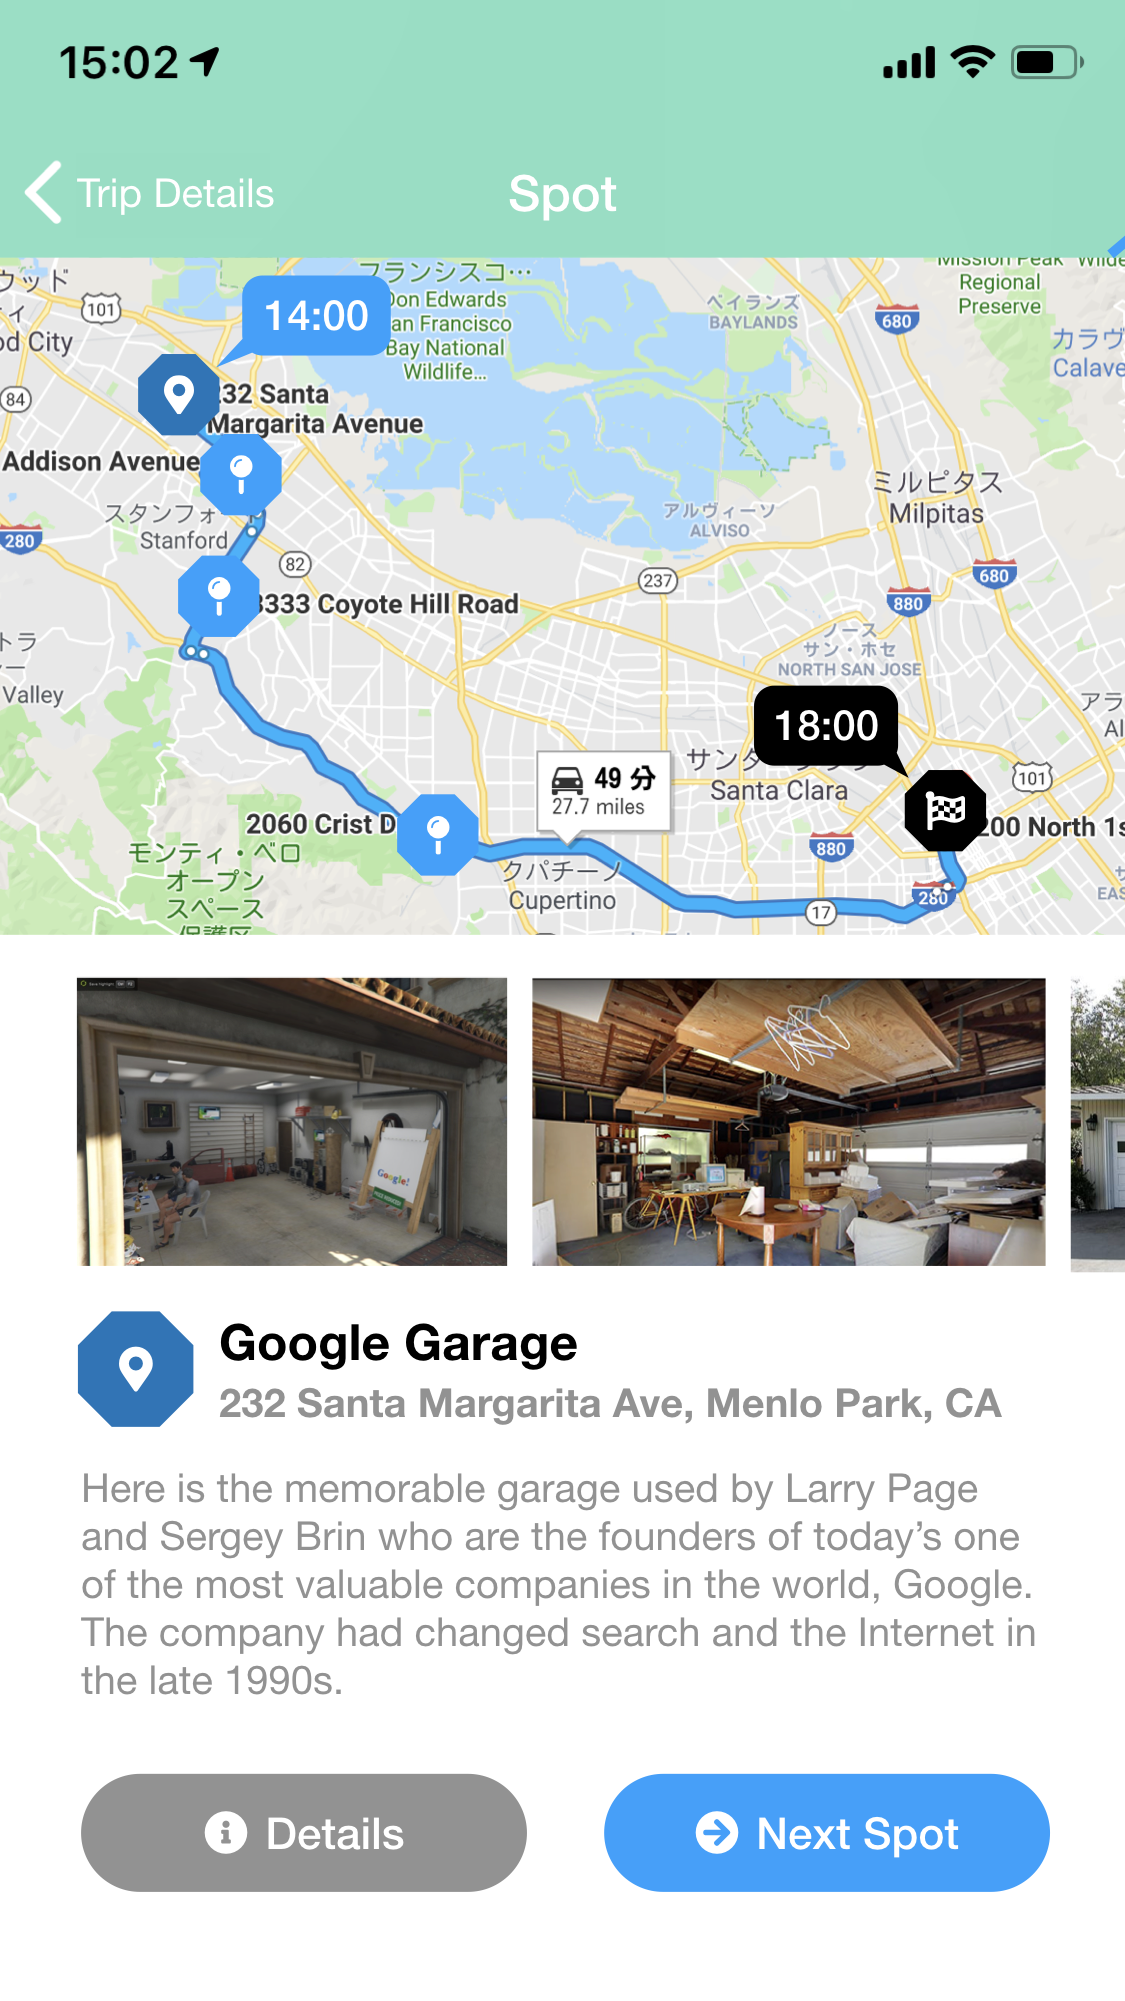 15:02
Trip Details
Spot
フランシスコ…
Don Edwards
an Francisco
Bay National
Wildlife...
Mission Peak
Regional
Preserve
ウッド
ィ
od City
101
14:00
ベイランズ
BAYLANDS
680
カラヴ
Calave
84
232 Santa
Margarita Avenue
Addison Avenue
スタンフォ
Stanford
280
82
アルヴィーソ
ALVISO
ミルピタス
Milpitas
237
680
880
3333 Coyote Hill Road
ノース
サン・ホセ
NORTH SAN JOSE
トラ
Valley
18:00
アラ
Al
サンタ
Santa Clara
101
49 分
27.7 miles
2060 Crist D
200 North 1s
モンティ・ベロ
オープン
スペース
保護区
880
クパチーノ
Cupertino
280
17
EAS
Google!
Google Garage
232 Santa Margarita Ave, Menlo Park, CA
Here is the memorable garage used by Larry Page
and Sergey Brin who are the founders of today’s one
of the most valuable companies in the world, Google.
The company had changed search and the Internet in
the late 1990s.
Details
Next Spot